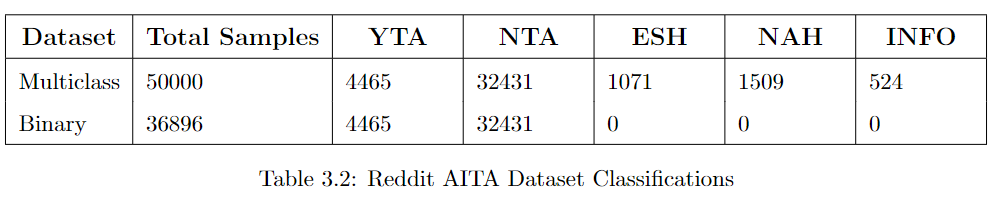 Dataset Total Samples YTA NTA ESH NAH INFO
Multiclass 50000 4465 32431 1071 1509 524
Binary 36896 4465 32431 0 0 0
Table 3.2: Reddit AITA Dataset Classifications